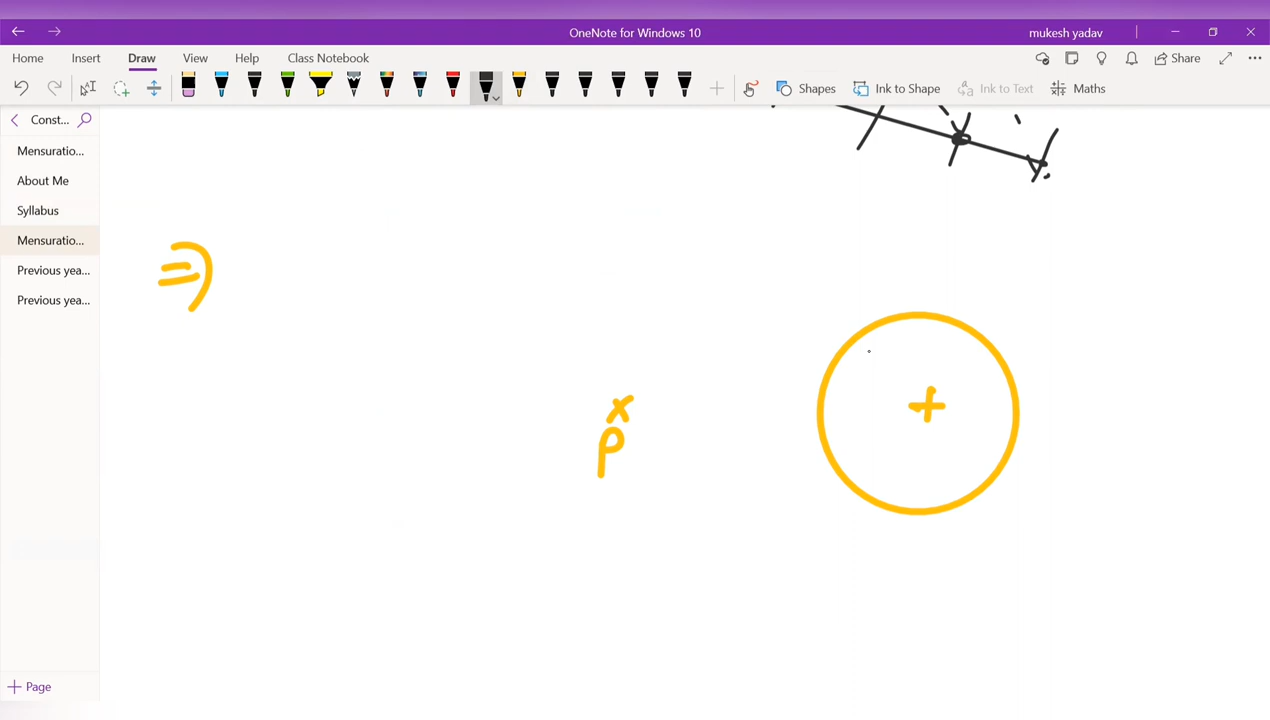 OneNote for Windows 10
mukesh yadav
Home Insert Draw View Help Class Notebook
Share
Shapes Ink to Shape Ink to Text Maths
Const...
Mensuratio...
About Me
Syllabus
Mensuratio...
Previous yea...
Previous yea...
⇒
x
P
+
Page